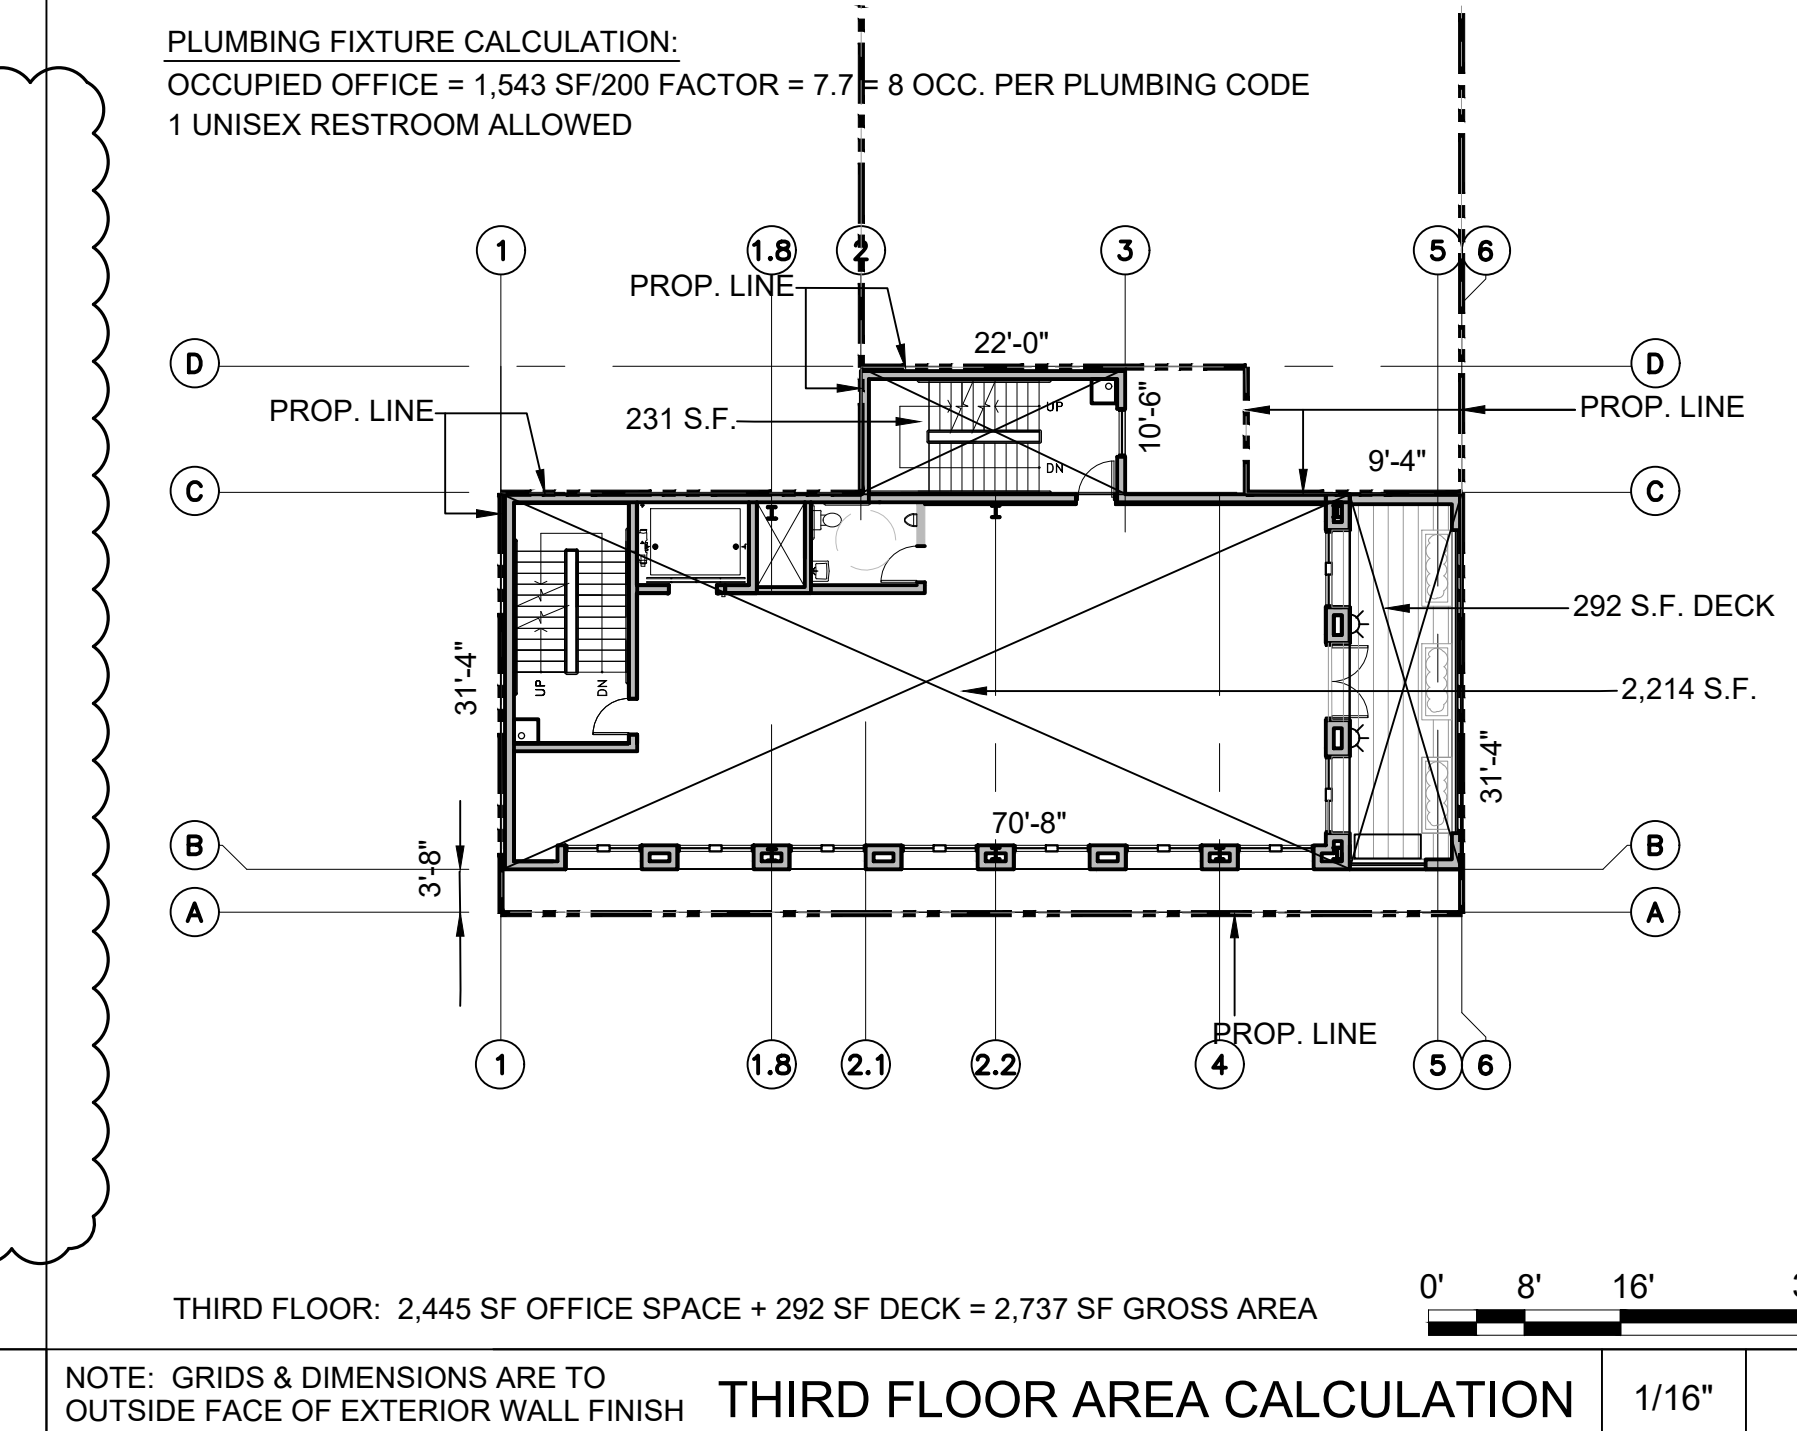 PLUMBING FIXTURE CALCULATION:
OCCUPIED OFFICE = 1,543 SF/200 FACTOR = 7.7 = 8 OCC. PER PLUMBING CODE
1 UNISEX RESTROOM ALLOWED
1 1.8 2 3 5 6
PROP. LINE
22'-0"
D D
PROP. LINE 231 S.F. UP 10'-6" PROP. LINE
DN 9'-4"
C C
292 S.F. DECK
31'-4" UP DN 2,214 S.F.
31'-4"
70'-8"
B B
3'-8"
A A
PROP. LINE
1 1.8 2.1 2.2 4 5 6
0' 8' 16'
THIRD FLOOR: 2,445 SF OFFICE SPACE + 292 SF DECK = 2,737 SF GROSS AREA
NOTE: GRIDS & DIMENSIONS ARE TO
OUTSIDE FACE OF EXTERIOR WALL FINISH
THIRD FLOOR AREA CALCULATION
1/16"